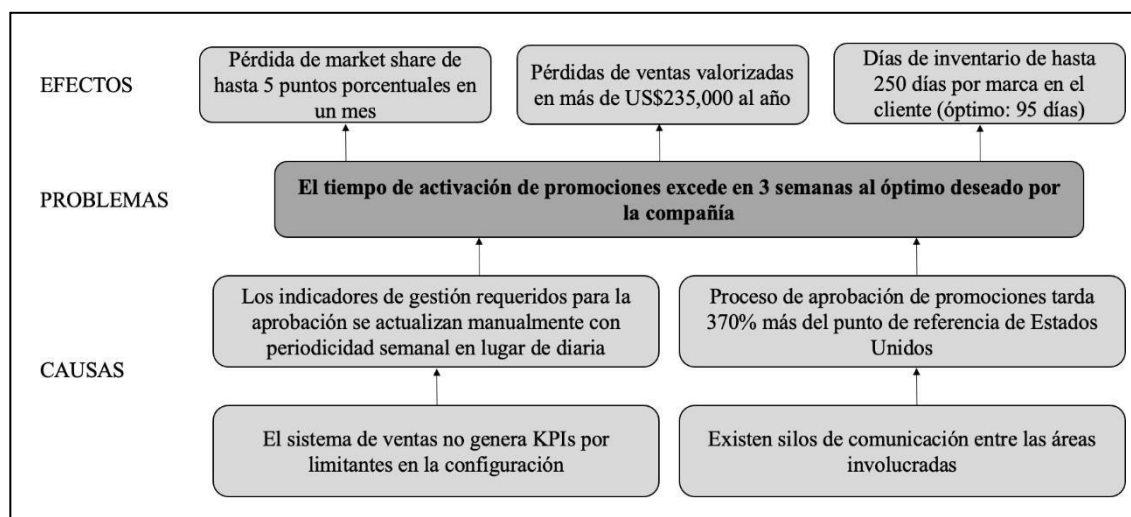 EFECTOS
Pérdida de market share de
hasta 5 puntos porcentuales en
un mes
Pérdidas de ventas valorizadas
en más de US$235,000 al año
Días de inventario de hasta
250 días por marca en el
cliente (óptimo: 95 días)
PROBLEMAS
El tiempo de activación de promociones excede en 3 semanas al óptimo deseado por
la compañía
CAUSAS
Los indicadores de gestión requeridos para la
aprobación se actualizan manualmente con
periodicidad semanal en lugar de diaria
Proceso de aprobación de promociones tarda
370% más del punto de referencia de Estados
Unidos
El sistema de ventas no genera KPIs por
limitantes en la configuración
Existen silos de comunicación entre las áreas
involucradas